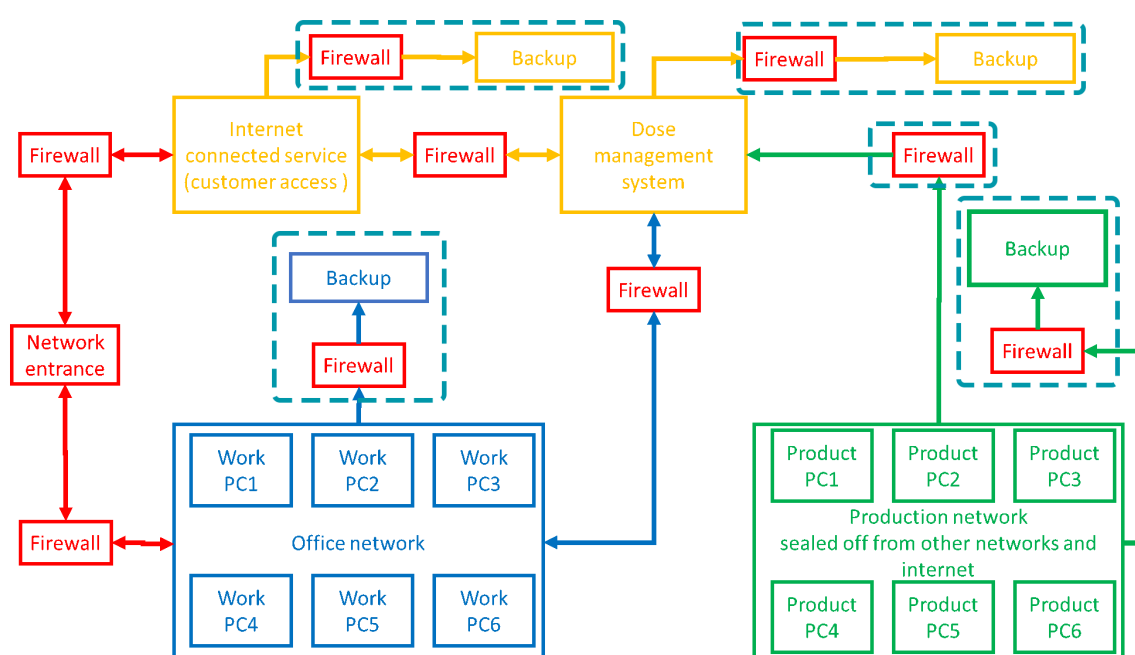 Firewall
Backup
Firewall
Backup
Firewall
Internet
connected service
(customer access )
Firewall
Dose
management
system
Firewall
Backup
Backup
Firewall
Network
entrance
Firewall
Firewall
Work
PC1
Work
PC2
Work
PC3
Product
PC1
Product
PC2
Product
PC3
Firewall
Office network
Production network
sealed off from other networks and
internet
Work
PC4
Work
PC5
Work
PC6
Product
PC4
Product
PC5
Product
PC6